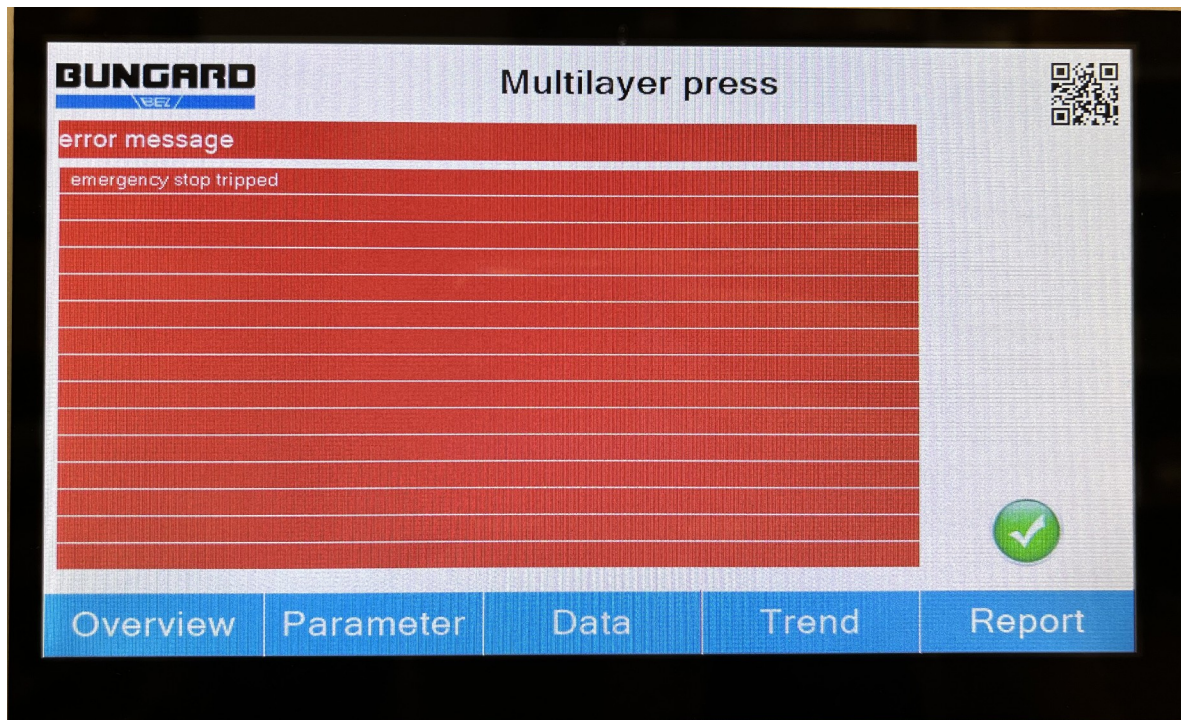 BUNGARD
BEZ
Multilayer press
error message
emergency stop tripped
Overview
Parameter
Data
Trend
Report